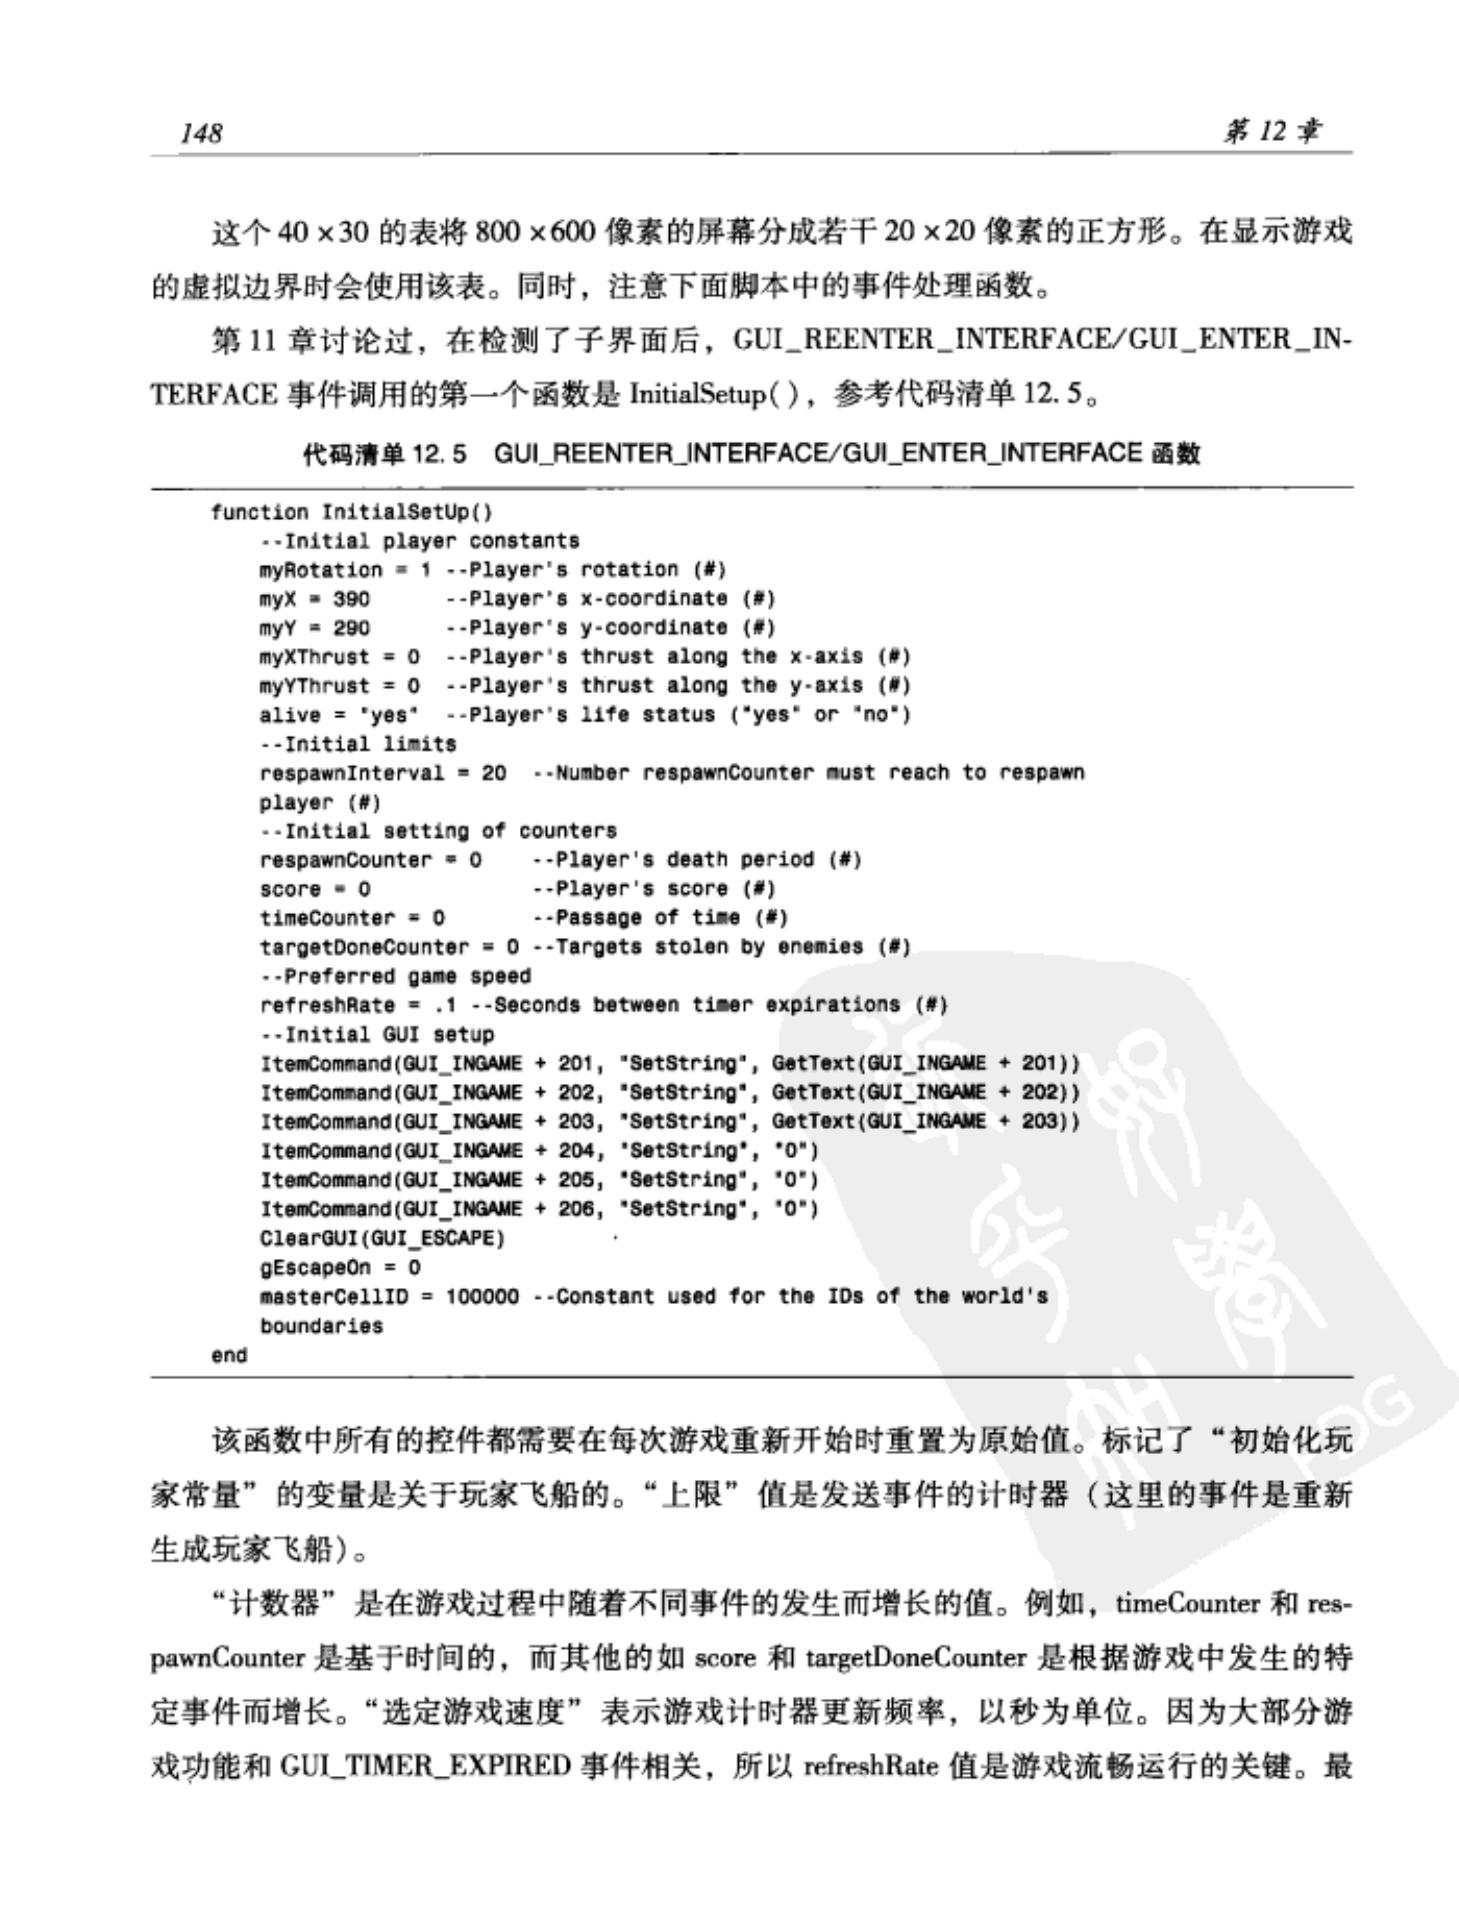 148
第 12 章
这个 40 ×30 的表将 800 ×600 像素的屏幕分成若干 20 ×20 像素的正方形。在显示游戏
的虚拟边界时会使用该表。同时，注意下面脚本中的事件处理函数。
第 11 章讨论过，在检测了子界面后，GUI_REENTER_INTERFACE/GUI_ENTER_IN-
TERFACE 事件调用的第一个函数是 InitialSetup( )，参考代码清单 12.5。
代码清单 12.5 GUI_REENTER_INTERFACE/GUI_ENTER_INTERFACE 函数
function InitialSetUp()
--Initial player constants
myRotation = 1 --Player's rotation (#)
myX = 390 --Player's x-coordinate (#)
myY = 290 --Player's y-coordinate (#)
myXThrust = 0 --Player's thrust along the x-axis (#)
myYThrust = 0 --Player's thrust along the y-axis (#)
alive = "yes" --Player's life status ("yes" or "no")
--Initial limits
respawnInterval = 20 --Number respawnCounter must reach to respawn
player (#)
--Initial setting of counters
respawnCounter = 0 --Player's death period (#)
score = 0 --Player's score (#)
timeCounter = 0 --Passage of time (#)
targetDoneCounter = 0 --Targets stolen by enemies (#)
--Preferred game speed
refreshRate = .1 --Seconds between timer expirations (#)
--Initial GUI setup
ItemCommand(GUI_INGAME + 201, "SetString", GetText(GUI_INGAME + 201))
ItemCommand(GUI_INGAME + 202, "SetString", GetText(GUI_INGAME + 202))
ItemCommand(GUI_INGAME + 203, "SetString", GetText(GUI_INGAME + 203))
ItemCommand(GUI_INGAME + 204, "SetString", "0")
ItemCommand(GUI_INGAME + 205, "SetString", "0")
ItemCommand(GUI_INGAME + 206, "SetString", "0")
ClearGUI(GUI_ESCAPE)
gEscapeOn = 0
masterCellID = 100000 --Constant used for the IDs of the world's
boundaries
end
该函数中所有的控件都需要在每次游戏重新开始时重置为原始值。标记了“初始化玩
家常量”的变量是关于玩家飞船的。“上限”值是发送事件的计时器（这里的事件是重新
生成玩家飞船）。
“计数器”是在游戏过程中随着不同事件的发生而增长的值。例如，timeCounter 和 res-
pawnCounter 是基于时间的，而其他的如 score 和 targetDoneCounter 是根据游戏中发生的特
定事件而增长。“选定游戏速度”表示游戏计时器更新频率，以秒为单位。因为大部分游
戏功能和 GUI_TIMER_EXPIRED 事件相关，所以 refreshRate 值是游戏流畅运行的关键。最
PDG